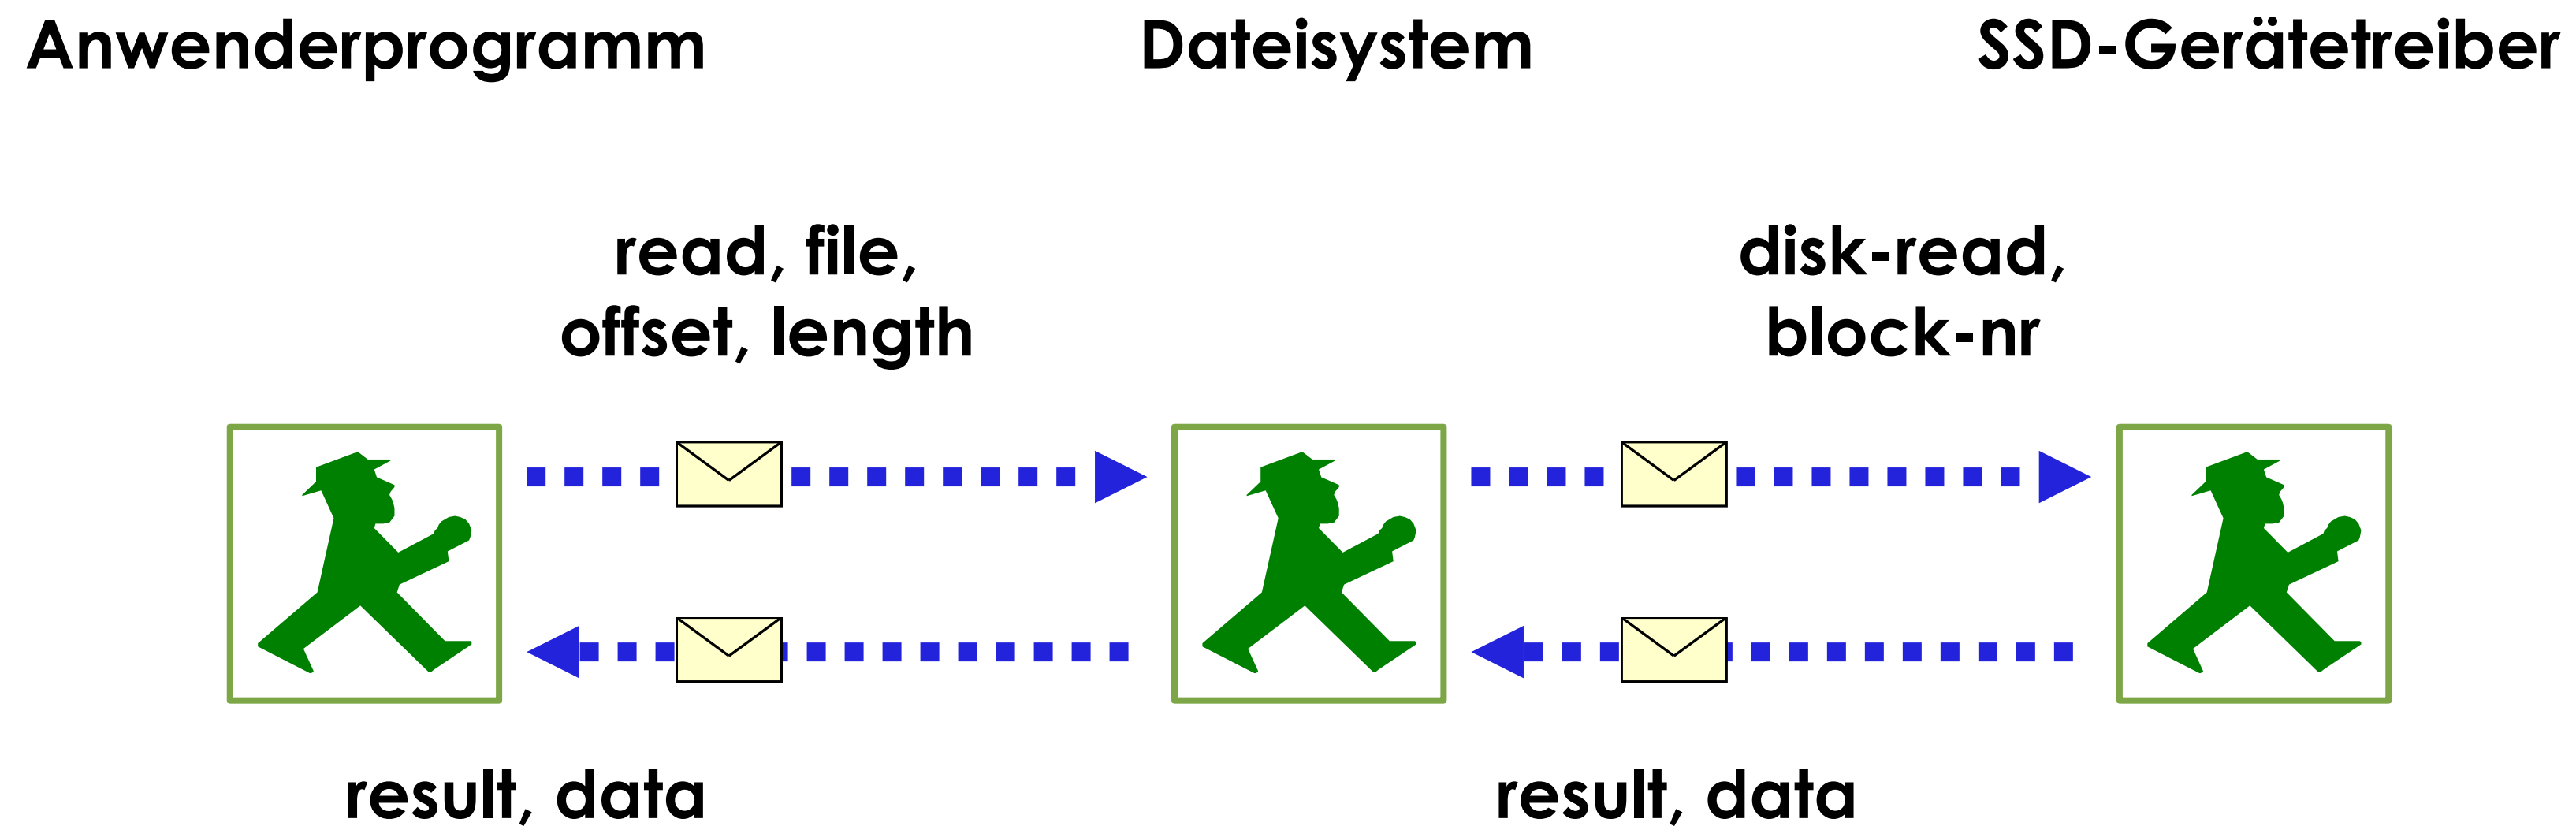 Anwenderprogramm
Dateisystem
SSD-Gerätetreiber
read, file,
offset, length
disk-read,
block-nr
result, data
result, data